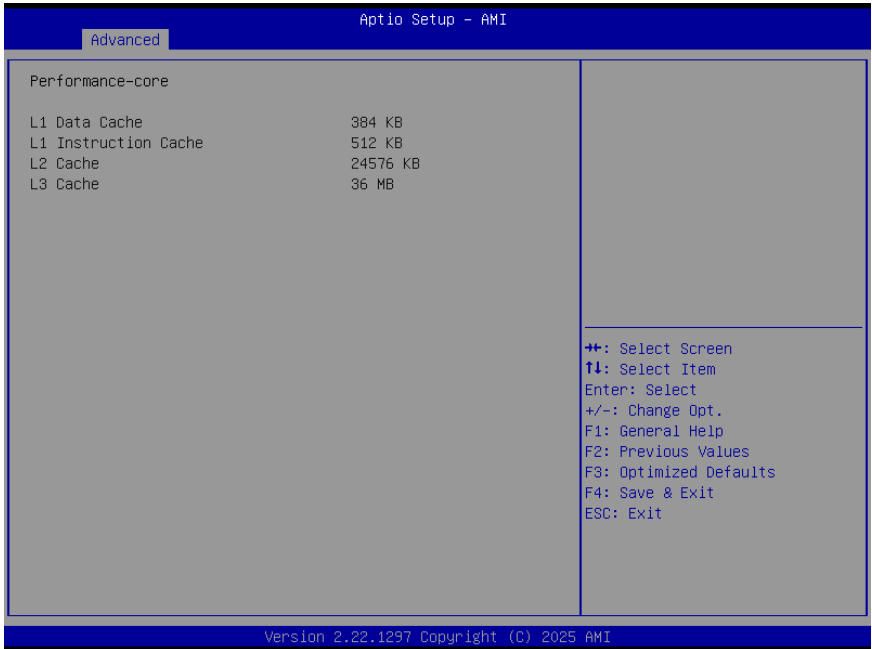 Aptio Setup – AMI
Advanced
Performance-core
L1 Data Cache 384 KB
L1 Instruction Cache 512 KB
L2 Cache 24576 KB
L3 Cache 36 MB
→←: Select Screen
↑↓: Select Item
Enter: Select
+/-: Change Opt.
F1: General Help
F2: Previous Values
F3: Optimized Defaults
F4: Save & Exit
ESC: Exit
Version 2.22.1297 Copyright (C) 2025 AMI